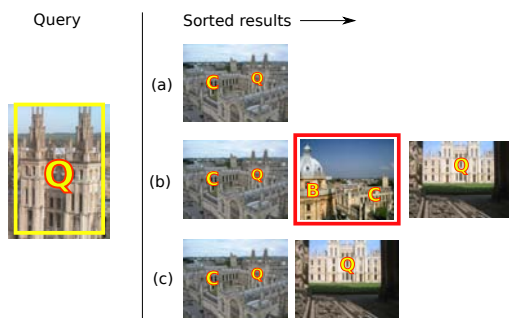 Query
Sorted results
(a)
C Q
Q
(b)
C Q
B C
Q
(c)
C Q
Q